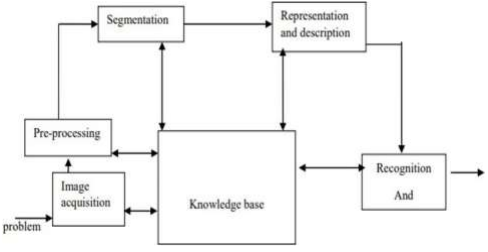 Segmentation
Representation
and description
Pre-processing
Image
acquisition
Knowledge base
Recognition
And
problem